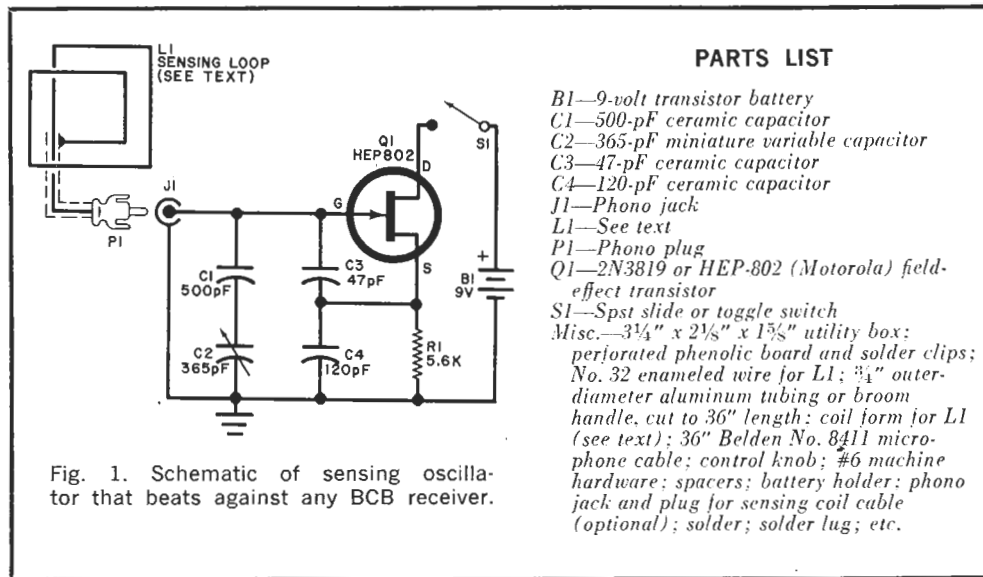 L1
SENSING LOOP
(SEE TEXT)
P1
J1
C1
500pF
C2
365pF
C3
47pF
C4
120pF
Q1
HEP802
D
G
S
R1
5.6K
S1
+
B1
9V
Fig. 1. Schematic of sensing oscilla-
tor that beats against any BCB receiver.
PARTS LIST
B1—9-volt transistor battery
C1—500-pF ceramic capacitor
C2—365-pF miniature variable capacitor
C3—47-pF ceramic capacitor
C4—120-pF ceramic capacitor
J1—Phono jack
L1—See text
P1—Phono plug
Q1—2N3819 or HEP-802 (Motorola) field-
effect transistor
S1—Spst slide or toggle switch
Misc.—3¼" x 2⅛" x 1⅝" utility box;
perforated phenolic board and solder clips;
No. 32 enameled wire for L1; ¾" outer-
diameter aluminum tubing or broom
handle, cut to 36" length; coil form for L1
(see text); 36" Belden No. 8411 micro-
phone cable; control knob; #6 machine
hardware; spacers; battery holder; phono
jack and plug for sensing coil cable
(optional); solder; solder lug; etc.